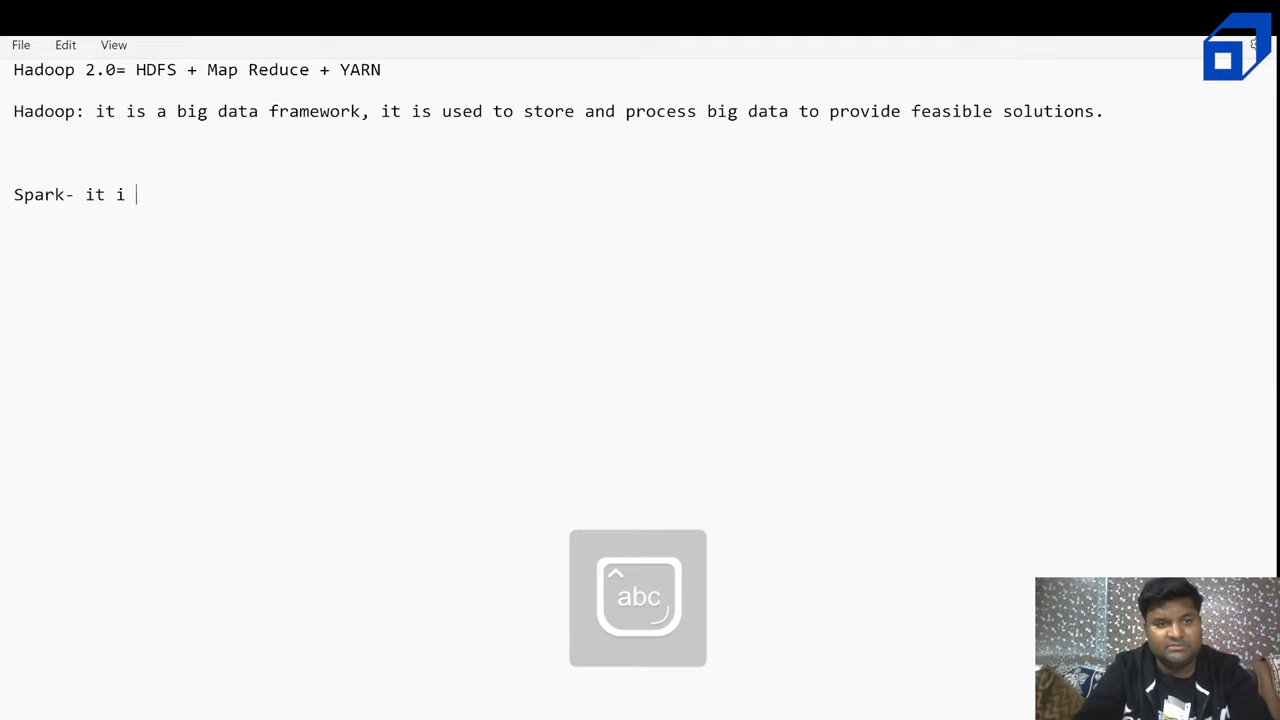 File Edit View
Hadoop 2.0= HDFS + Map Reduce + YARN
Hadoop: it is a big data framework, it is used to store and process big data to provide feasible solutions.
Spark- it i
abc